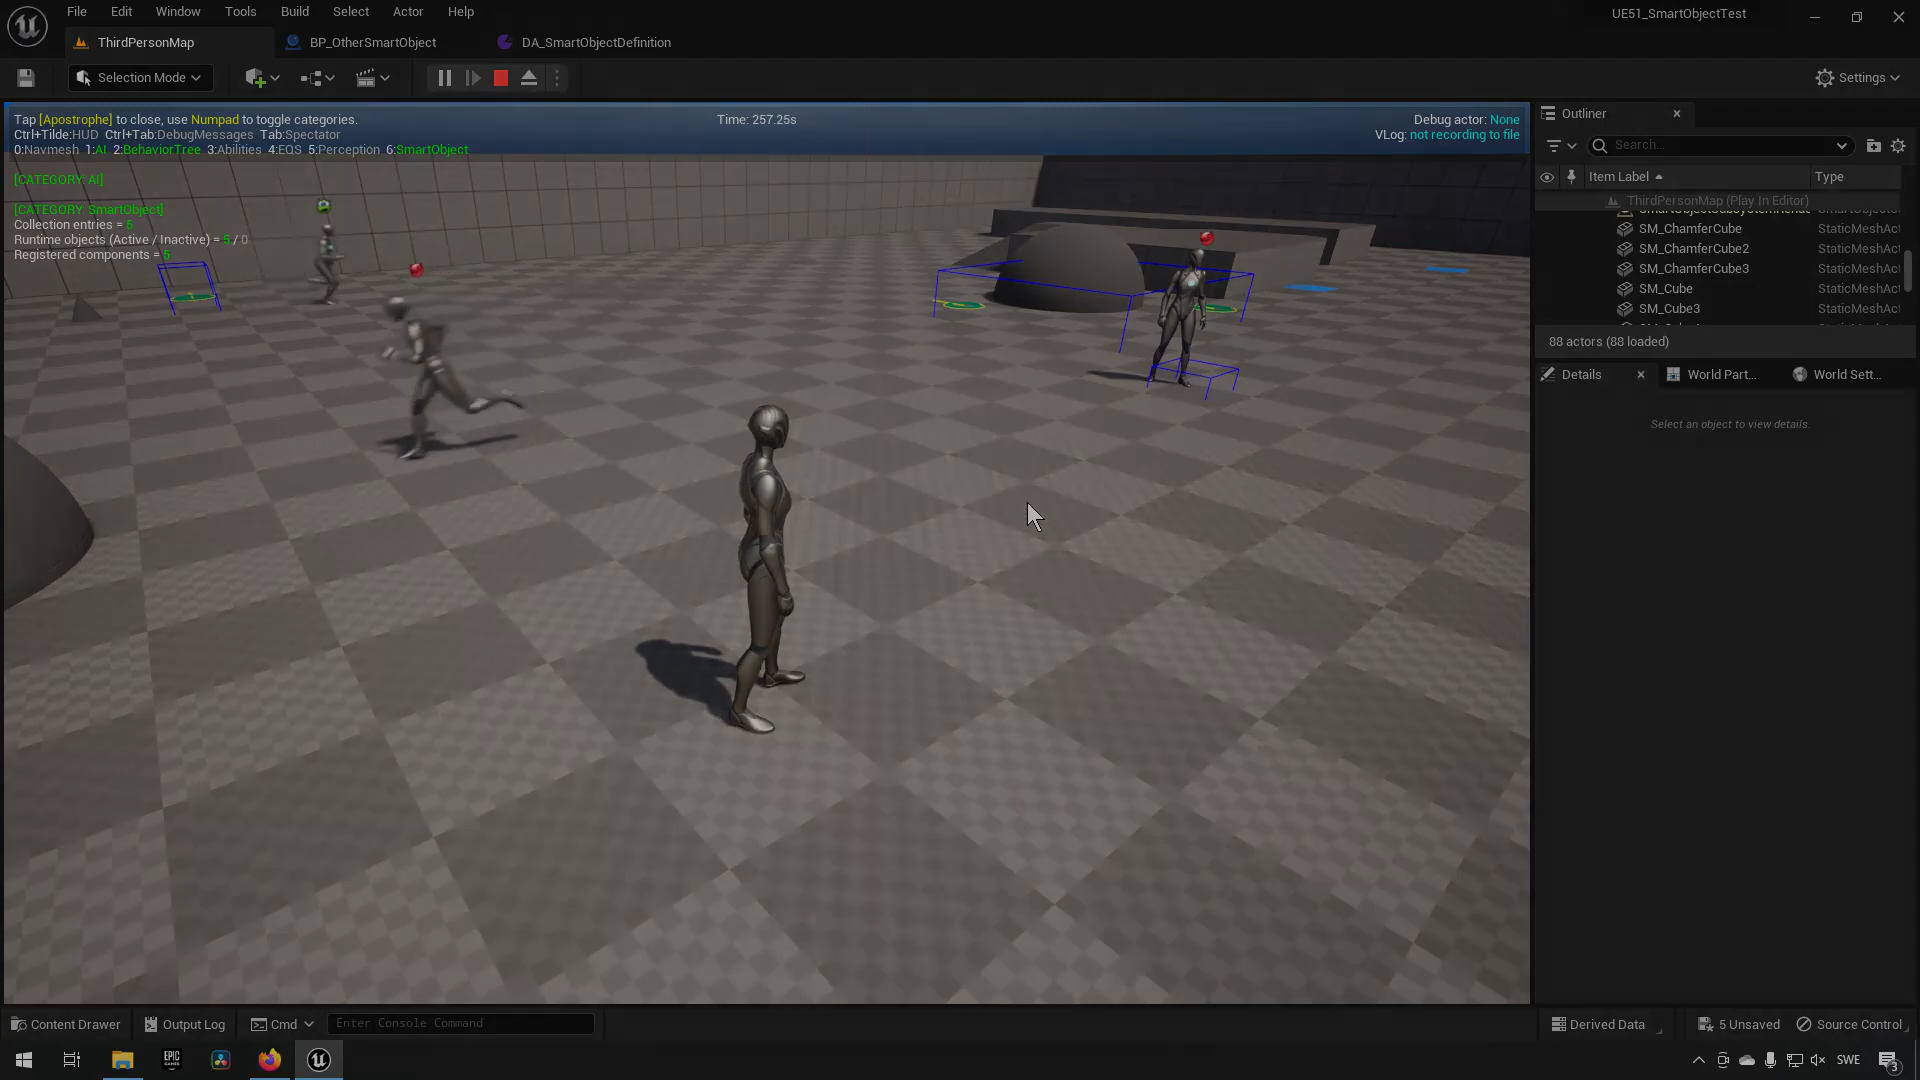 File Edit Window Tools Build Select Actor Help
UE51_SmartObjectTest
ThirdPersonMap BP_OtherSmartObject DA_SmartObjectDefinition
Selection Mode
Settings
Tap [Apostrophe] to close, use Numpad to toggle categories.
Time: 257.25s
Debug actor: None
Ctrl+Tilde:HUD Ctrl+Tab:DebugMessages Tab:Spectator
VLog: not recording to file
0:Navmesh 1:AI 2:BehaviorTree 3:Abilities 4:EQS 5:Perception 6:SmartObject
[CATEGORY: AI]
[CATEGORY: SmartObject]
Collection entries = 5
Runtime objects (Active / Inactive) = 5 / 0
Registered components = 5
Outliner
Search...
Item Label Type
ThirdPersonMap (Play In Editor)
SM_ChamferCube StaticMeshAct
SM_ChamferCube2 StaticMeshAct
SM_ChamferCube3 StaticMeshAct
SM_Cube StaticMeshAct
SM_Cube3 StaticMeshAct
88 actors (88 loaded)
Details World Part... World Sett...
Select an object to view details.
Content Drawer Output Log Cmd Enter Console Command
Derived Data 5 Unsaved Source Control
EPIC GAMES
SWE
3